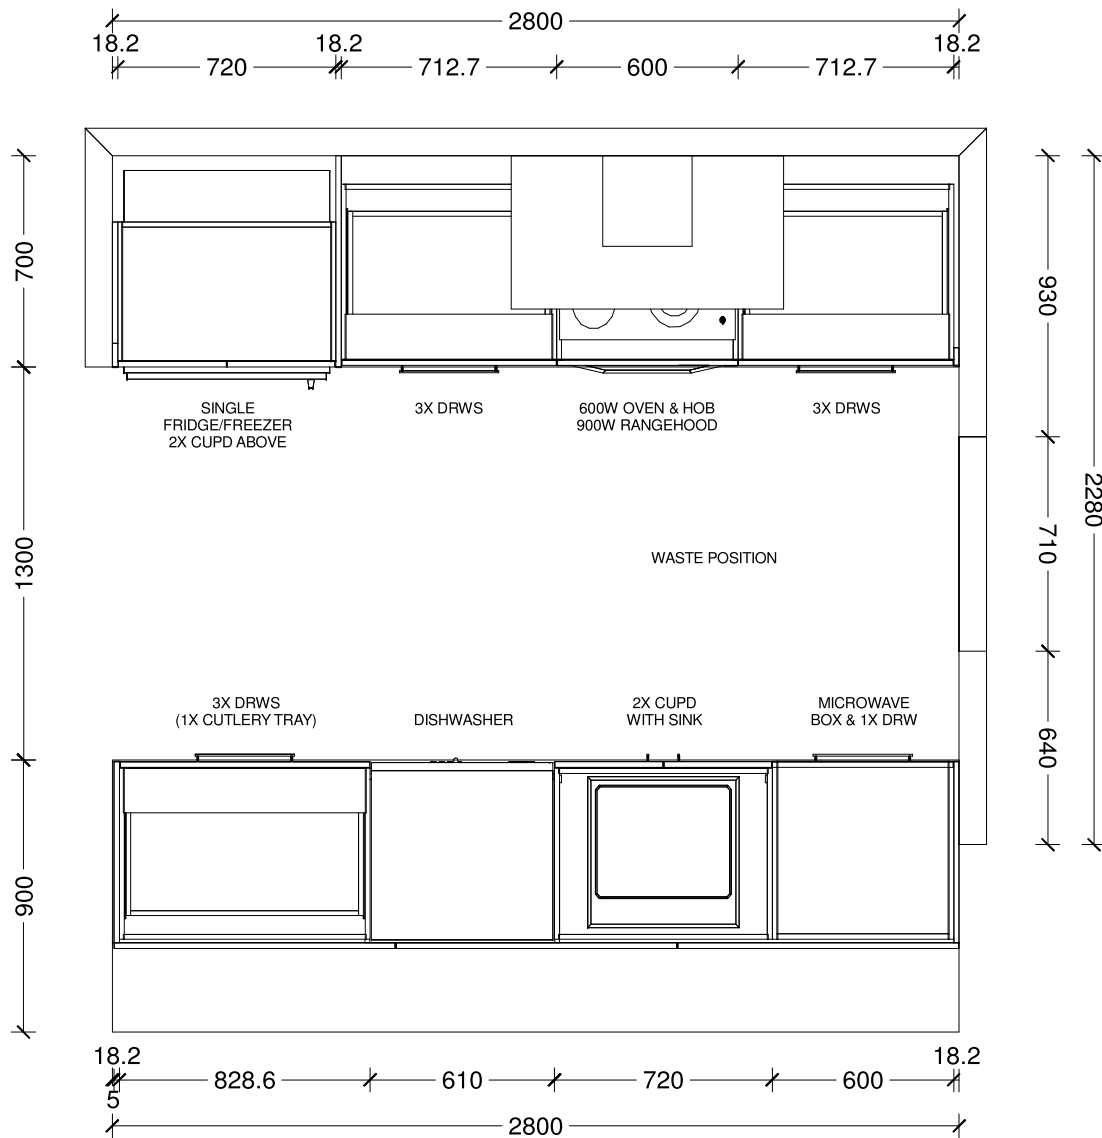 2800
18.2 18.2 18.2
720 712.7 600 712.7
700
930
SINGLE
FRIDGE/FREEZER
2X CUPD ABOVE
3X DRWS
600W OVEN & HOB
900W RANGEHOOD
3X DRWS
2280
1300
WASTE POSITION
710
3X DRWS
(1X CUTLERY TRAY)
DISHWASHER
2X CUPD
WITH SINK
MICROWAVE
BOX & 1X DRW
640
900
18.2 18.2
828.6 610 720 600
5
2800